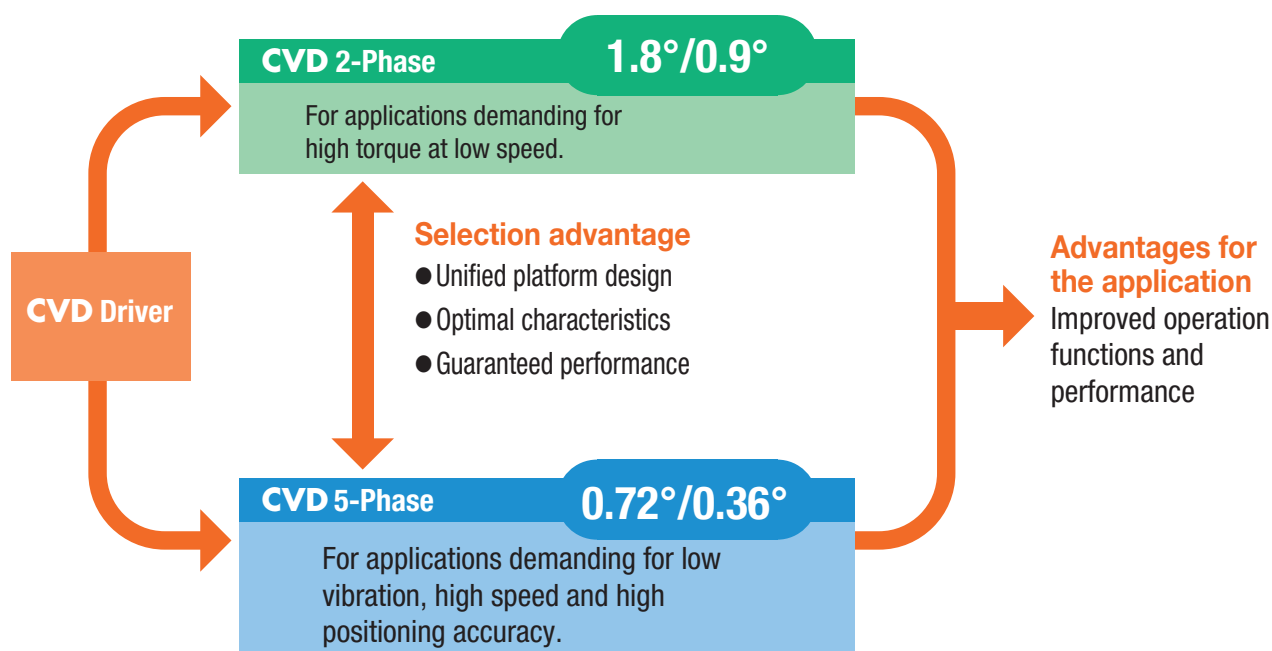 CVD Driver
CVD 2-Phase
1.8°/0.9°
For applications demanding for
high torque at low speed.
Selection advantage
●Unified platform design
●Optimal characteristics
●Guaranteed performance
CVD 5-Phase
0.72°/0.36°
For applications demanding for low
vibration, high speed and high
positioning accuracy.
Advantages for
the application
Improved operation
functions and
performance